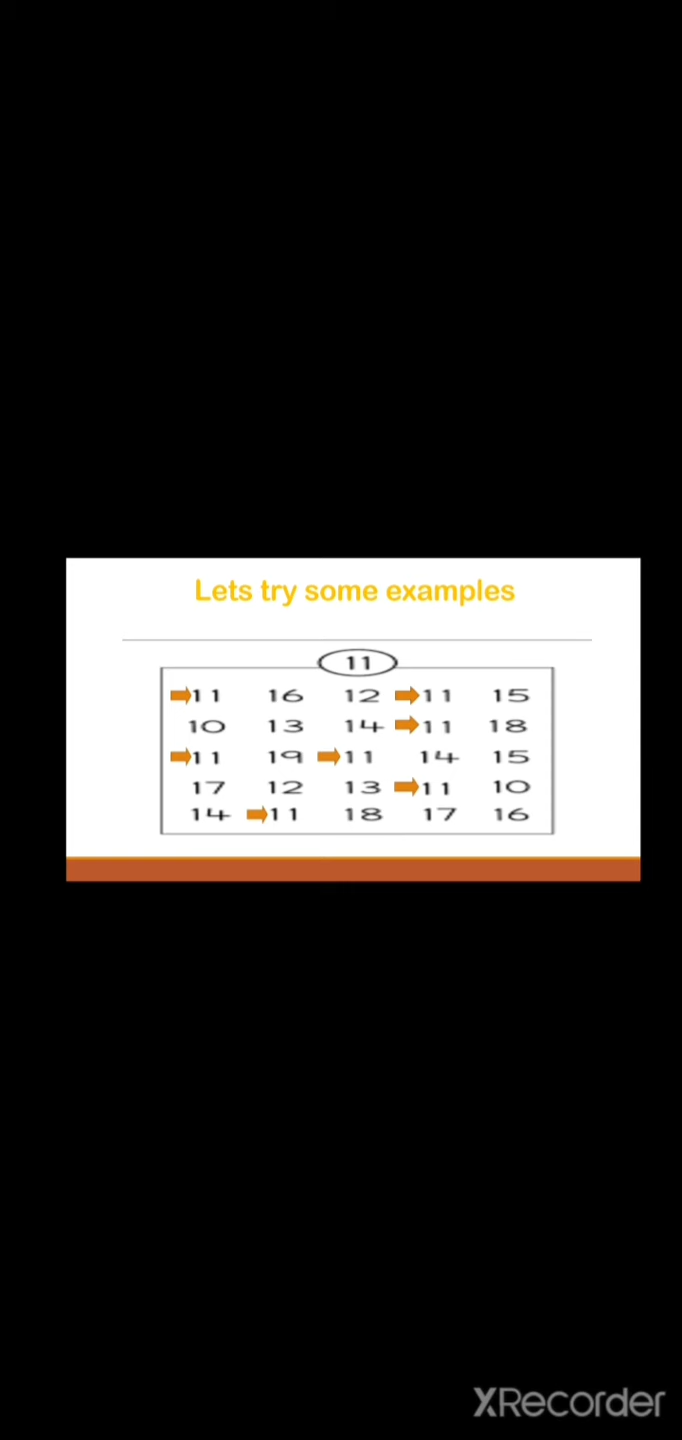 Lets try some examples
11
11 16 12 11 15
10 13 14 11 18
11 19 11 14 15
17 12 13 11 10
14 11 18 17 16
XRecorder